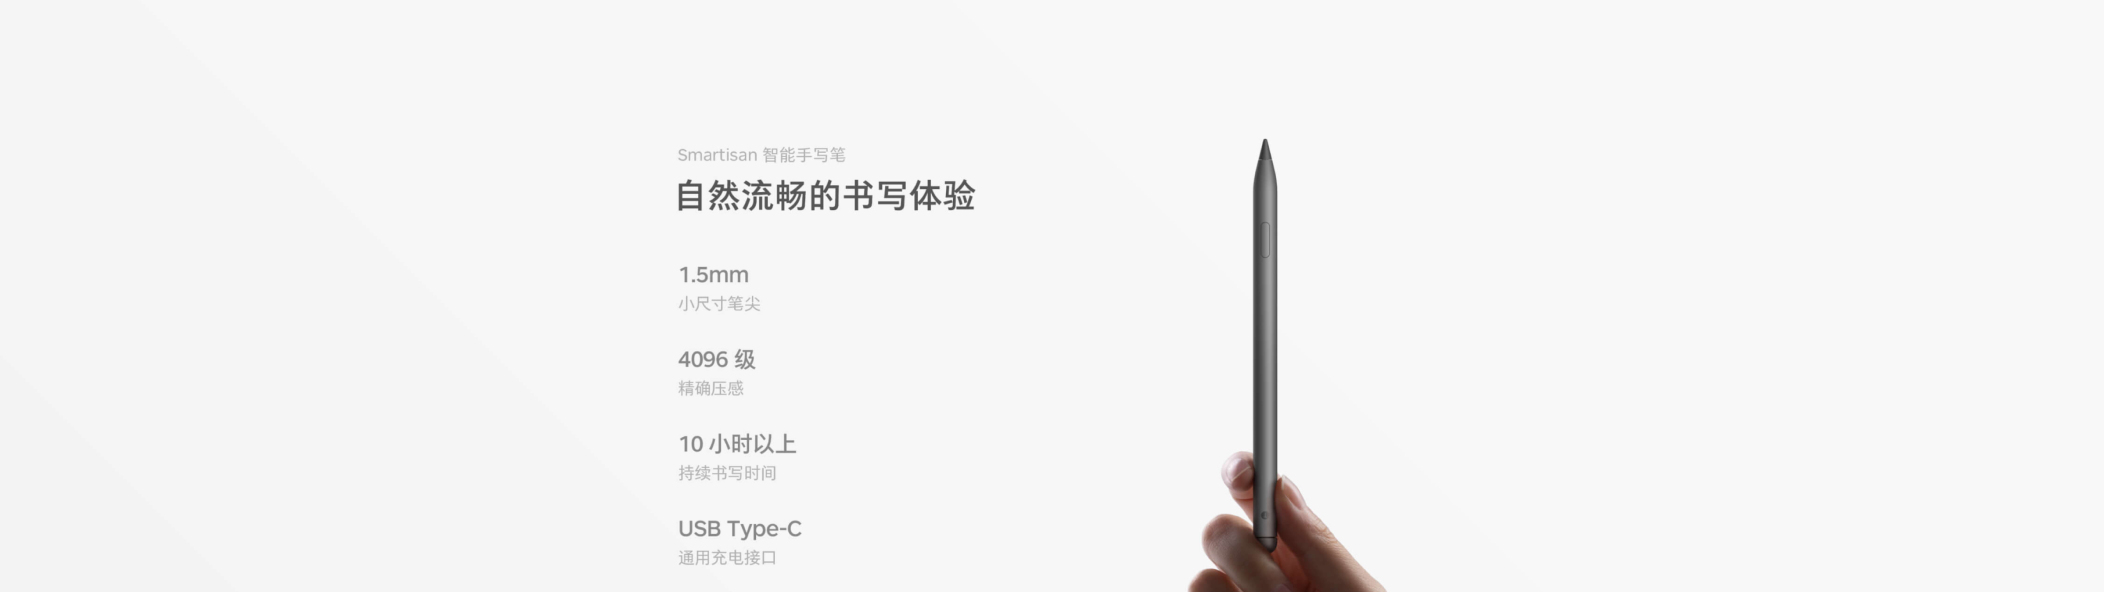 Smartisan 智能手写笔
自然流畅的书写体验
1.5mm
小尺寸笔尖
4096 级
精确压感
10 小时以上
持续书写时间
USB Type-C
通用充电接口